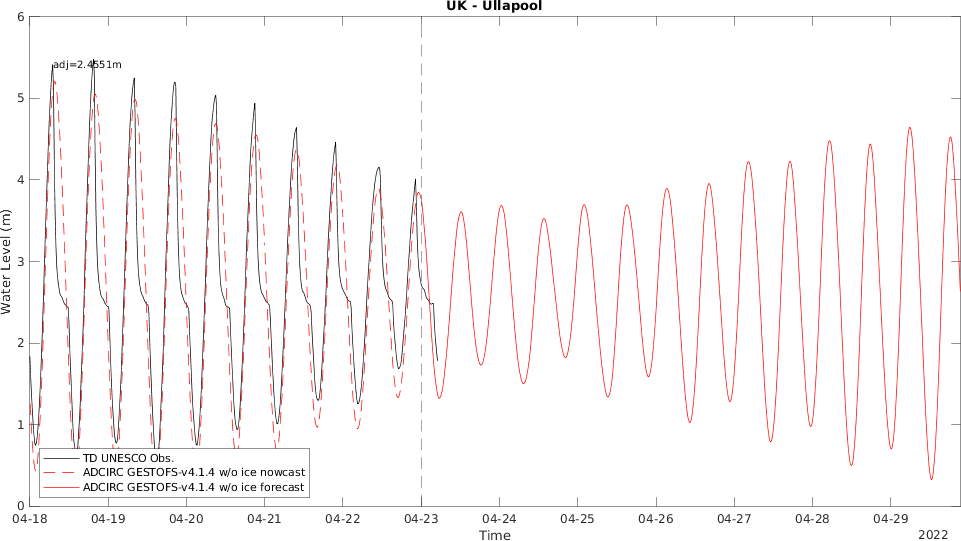 UK - Ullapool
6
adj=2.4551m
5
4
3
2
1
0
Water Level (m)
TD UNESCO Obs.
ADCIRC GESTOFS-v4.1.4 w/o ice nowcast
ADCIRC GESTOFS-v4.1.4 w/o ice forecast
04-18 04-19 04-20 04-21 04-22 04-23 04-24 04-25 04-26 04-27 04-28 04-29
Time
2022